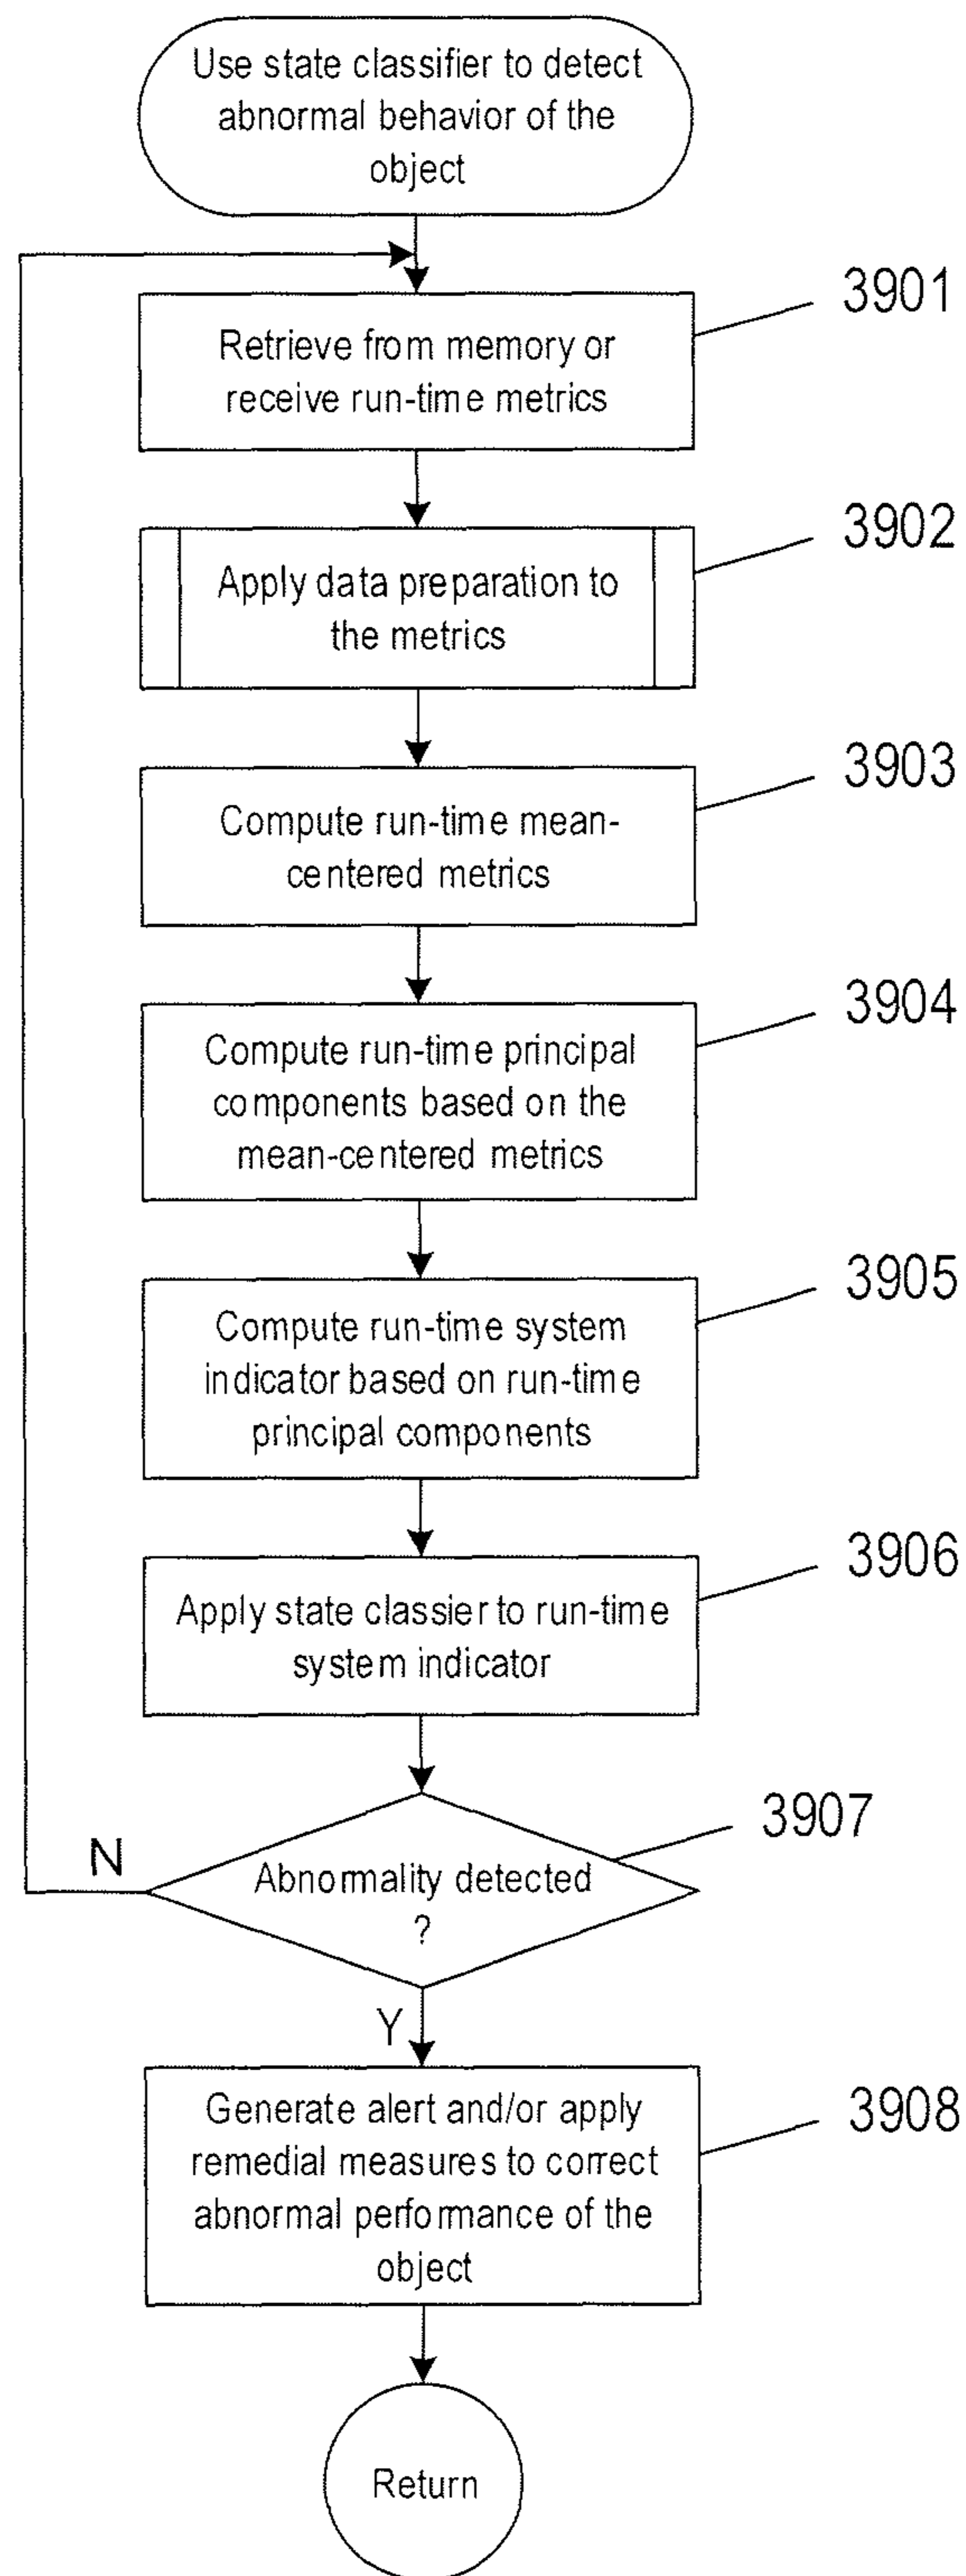 Use state classifier to detect
abnormal behavior of the
object
3901
Retrieve from memory or
receive run-time metrics
3902
Apply data preparation to
the metrics
3903
Compute run-time mean-
centered metrics
3904
Compute run-time principal
components based on the
mean-centered metrics
3905
Compute run-time system
indicator based on run-time
principal components
3906
Apply state classier to run-time
system indicator
3907
N
Abnormality detected
?
Y
3908
Generate alert and/or apply
remedial measures to correct
abnormal performance of the
object
Return